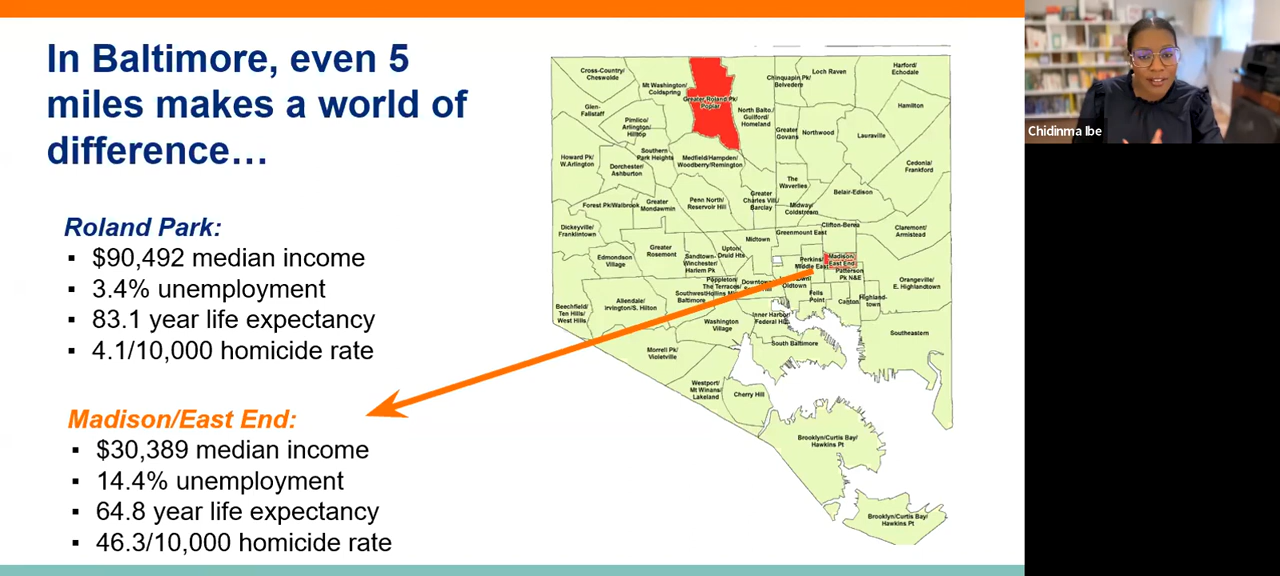 In Baltimore, even 5
miles makes a world of
difference…
Roland Park:
▪ $90,492 median income
▪ 3.4% unemployment
▪ 83.1 year life expectancy
▪ 4.1/10,000 homicide rate
Madison/East End:
▪ $30,389 median income
▪ 14.4% unemployment
▪ 64.8 year life expectancy
▪ 46.3/10,000 homicide rate
Cross-Country/
Cheswolde
Mt Washington/
Coldspring
Greater Roland Pk/
Poplar
Chinquapin Pk/
Belvedere
Loch Raven
Harford/
Echodale
Glen-
Fallstaff
Pimlico/
Arlington/
Hilltop
North Balto./
Guilford/
Homeland
Greater
Govans
Northwood
Hamilton
Lauraville
Howard Pk/
W.Arlington
Southern
Park Heights
Dorchester/
Ashburton
Medfield/Hampden/
Woodberry/Remington
Cedonia/
Frankford
The
Waverlies
Belair-Edison
Forest Pk/Walbrook
Greater
Mondawmin
Penn North/
Reservoir Hill
Greater
Charles Vill/
Barclay
Midway/
Coldstream
Clifton-Berea
Dickeyville/
Franklintown
Greenmount East
Claremont/
Armistead
Midtown
Edmondson
Village
Greater
Rosemont
Sandtown-
Winchester/
Harlem Pk
Upton/
Druid Hts
Perkins/
Middle East
Madison/
East End
Patterson
Pk N&E
Poppleton/
The Terraces/
Southwest
Baltimore
Downtown
Oldtown
Orangeville/
E. Highlandtown
Fells
Point
Canton
Highland-
town
Beechfield/
Ten Hills/
West Hills
Allendale/
Irvington/S. Hilton
Washington
Village
Inner Harbor/
Federal
South Baltimore
Southeastern
Morrell Pk/
Violetville
Westport/
Mt Winans/
Lakeland
Cherry Hill
Brooklyn/Curtis Bay/
Hawkins Pt
Brooklyn/Curtis Bay/
Hawkins Pt
Chidinma Ibe